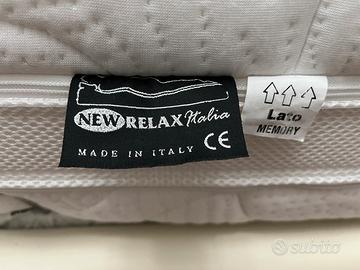 NEW RELAX Italia
MADE IN ITALY CE
Lato
MEMORY
subito